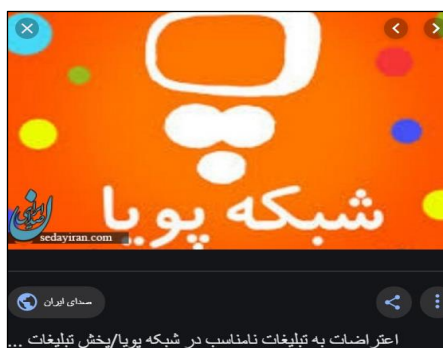 شبکه پویا
sedayiran.com
صدای ایران
اعتراضات به تبلیغات نامناسب در شبکه پویا/پخش تبلیغات ...